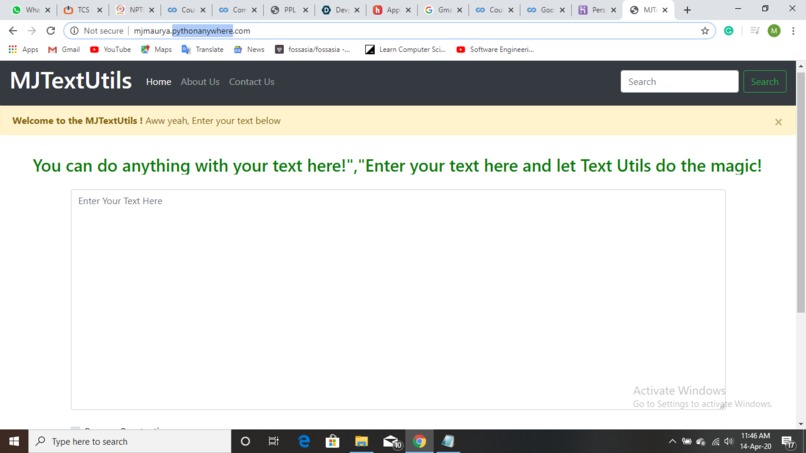 Wha
TCS
NPT
Cou
Con
PPL
Dev
App
Gm
Cou
Goo
Pers
MJT
Not secure
mjmaurya.pythonanywhere.com
M
Apps
Gmail
YouTube
Maps
Translate
News
fossasia/fossasia -...
Learn Computer Sci...
Software Engineeri...
MJTextUtils
Home
About Us
Contact Us
Search
Search
Welcome to the MJTextUtils ! Aww yeah, Enter your text below
×
You can do anything with your text here!","Enter your text here and let Text Utils do the magic!
Enter Your Text Here
Activate Windows
Go to Settings to activate Windows.
Type here to search
10
11:46 AM
14-Apr-20
17